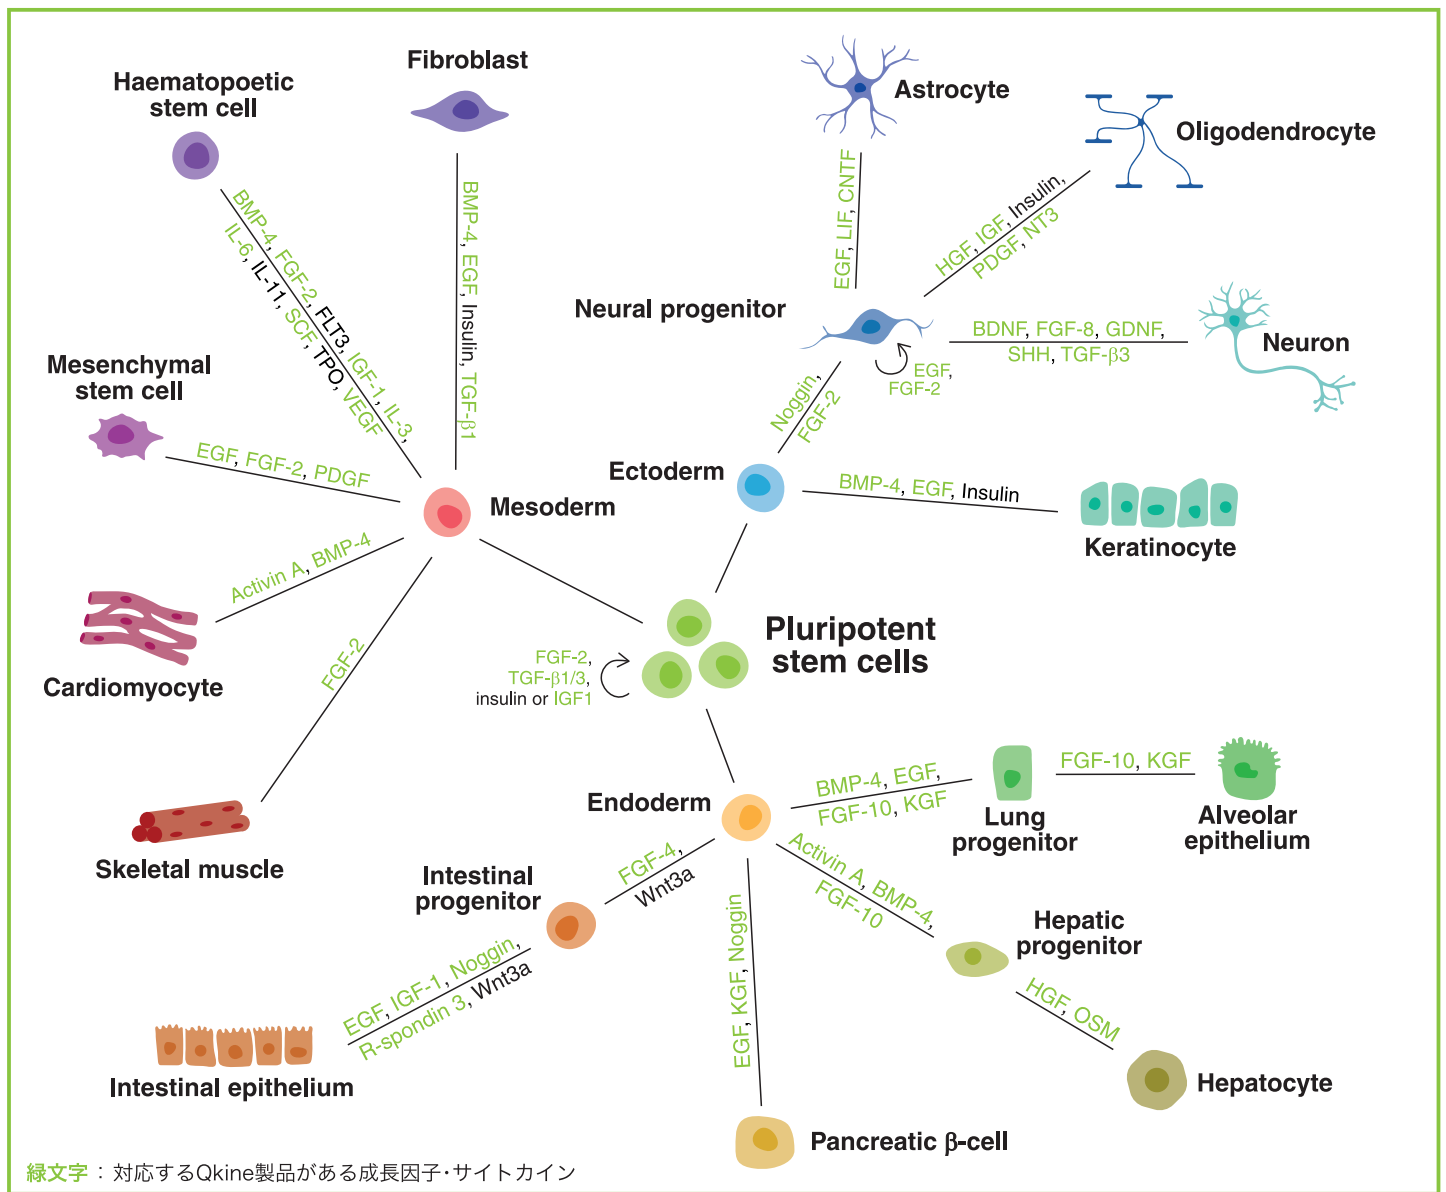 Haematopoetic
stem cell
Fibroblast
Astrocyte
Oligodendrocyte
BMP-4, FGF-2, FLT3, IGF-1, IL-3,
IL-6, IL-11, SCF, TPO, VEGF
BMP-4, EGF, Insulin, TGF-β1
EGF, LIF, CNTF
HGF, IGF, Insulin,
PDGF, NT3
Neural progenitor
BDNF, FGF-8, GDNF,
SHH, TGF-β3
Neuron
EGF,
FGF-2
Mesenchymal
stem cell
EGF, FGF-2, PDGF
Noggin,
FGF-2
Ectoderm
Mesoderm
BMP-4, EGF, Insulin
Keratinocyte
Activin A, BMP-4
Cardiomyocyte
FGF-2
Pluripotent
stem cells
FGF-2,
TGF-β1/3,
insulin or IGF1
Skeletal muscle
Endoderm
BMP-4, EGF,
FGF-10, KGF
Lung
progenitor
FGF-10, KGF
Alveolar
epithelium
Intestinal
progenitor
FGF-4,
Wnt3a
Activin A, BMP-4,
FGF-10
Hepatic
progenitor
EGF, KGF, Noggin
EGF, IGF-1, Noggin,
R-spondin 3, Wnt3a
HGF, OSM
Intestinal epithelium
Hepatocyte
Pancreatic β-cell
緑文字 ： 対応するQkine製品がある成長因子･サイトカイン